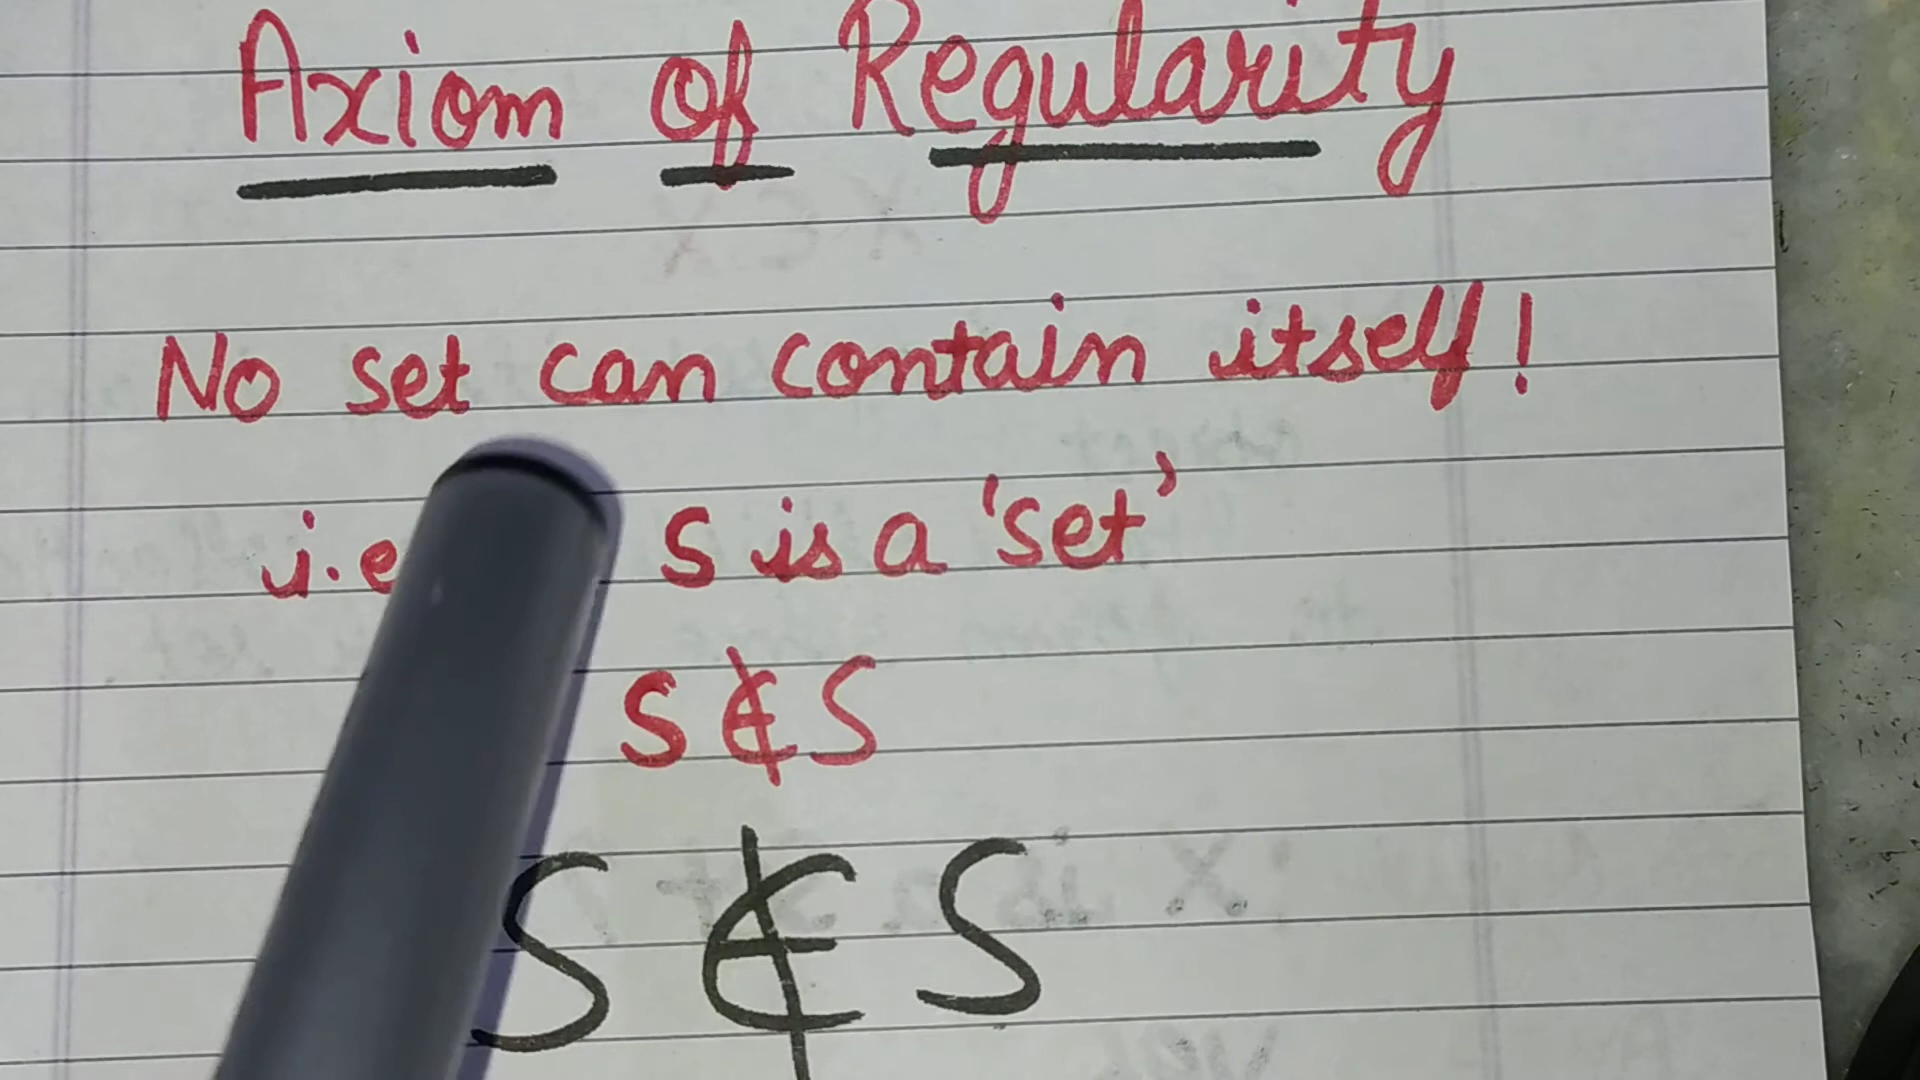 Axiom of Regularity
No set can contain itself!
i.e S is a 'set'
S ∉ S
S ∉ S